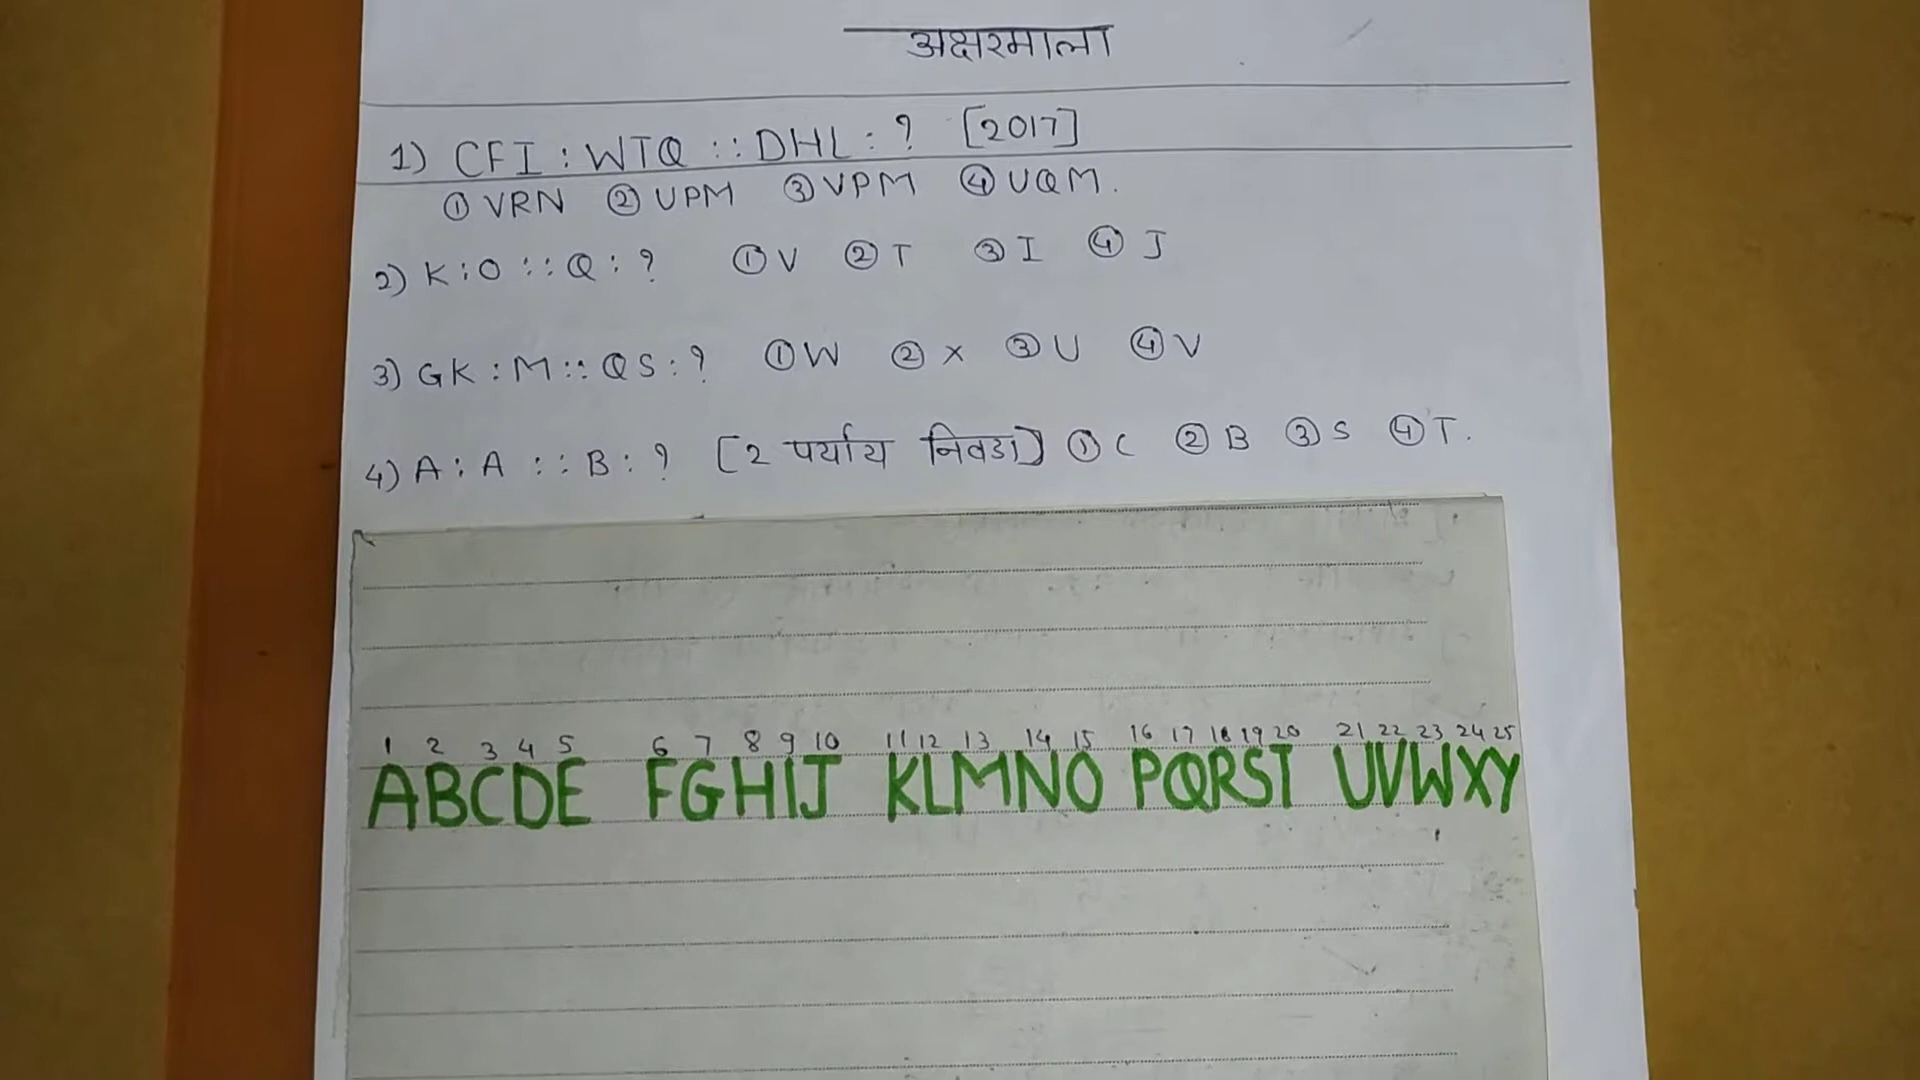 अक्षरमाला
1) CFI : WTQ :: DHL : ? [2017]
① VRN ② UPM ③ VPM ④ UQM.
2) K : O :: Q : ? ① V ② T ③ I ④ J
3) GK : M :: QS : ? ① W ② X ③ U ④ V
4) A : A :: B : ? [2 पर्याय निवडा] ① C ② B ③ S ④ T.
1 2 3 4 5 6 7 8 9 10 11 12 13 14 15 16 17 18 19 20 21 22 23 24 25
ABCDE FGHIJ KLMNO PQRST UVWXY